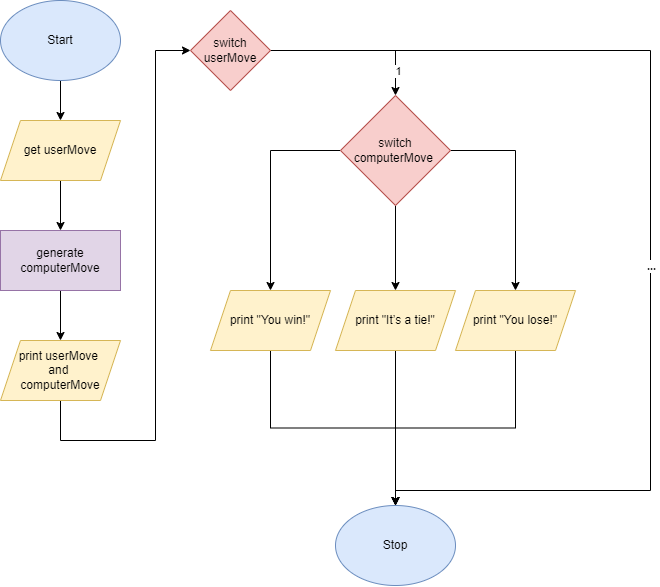 Start
get userMove
generate
computerMove
print userMove
and
computerMove
switch
userMove
1
switch
computerMove
...
print "You win!"
print "It's a tie!"
print "You lose!"
Stop